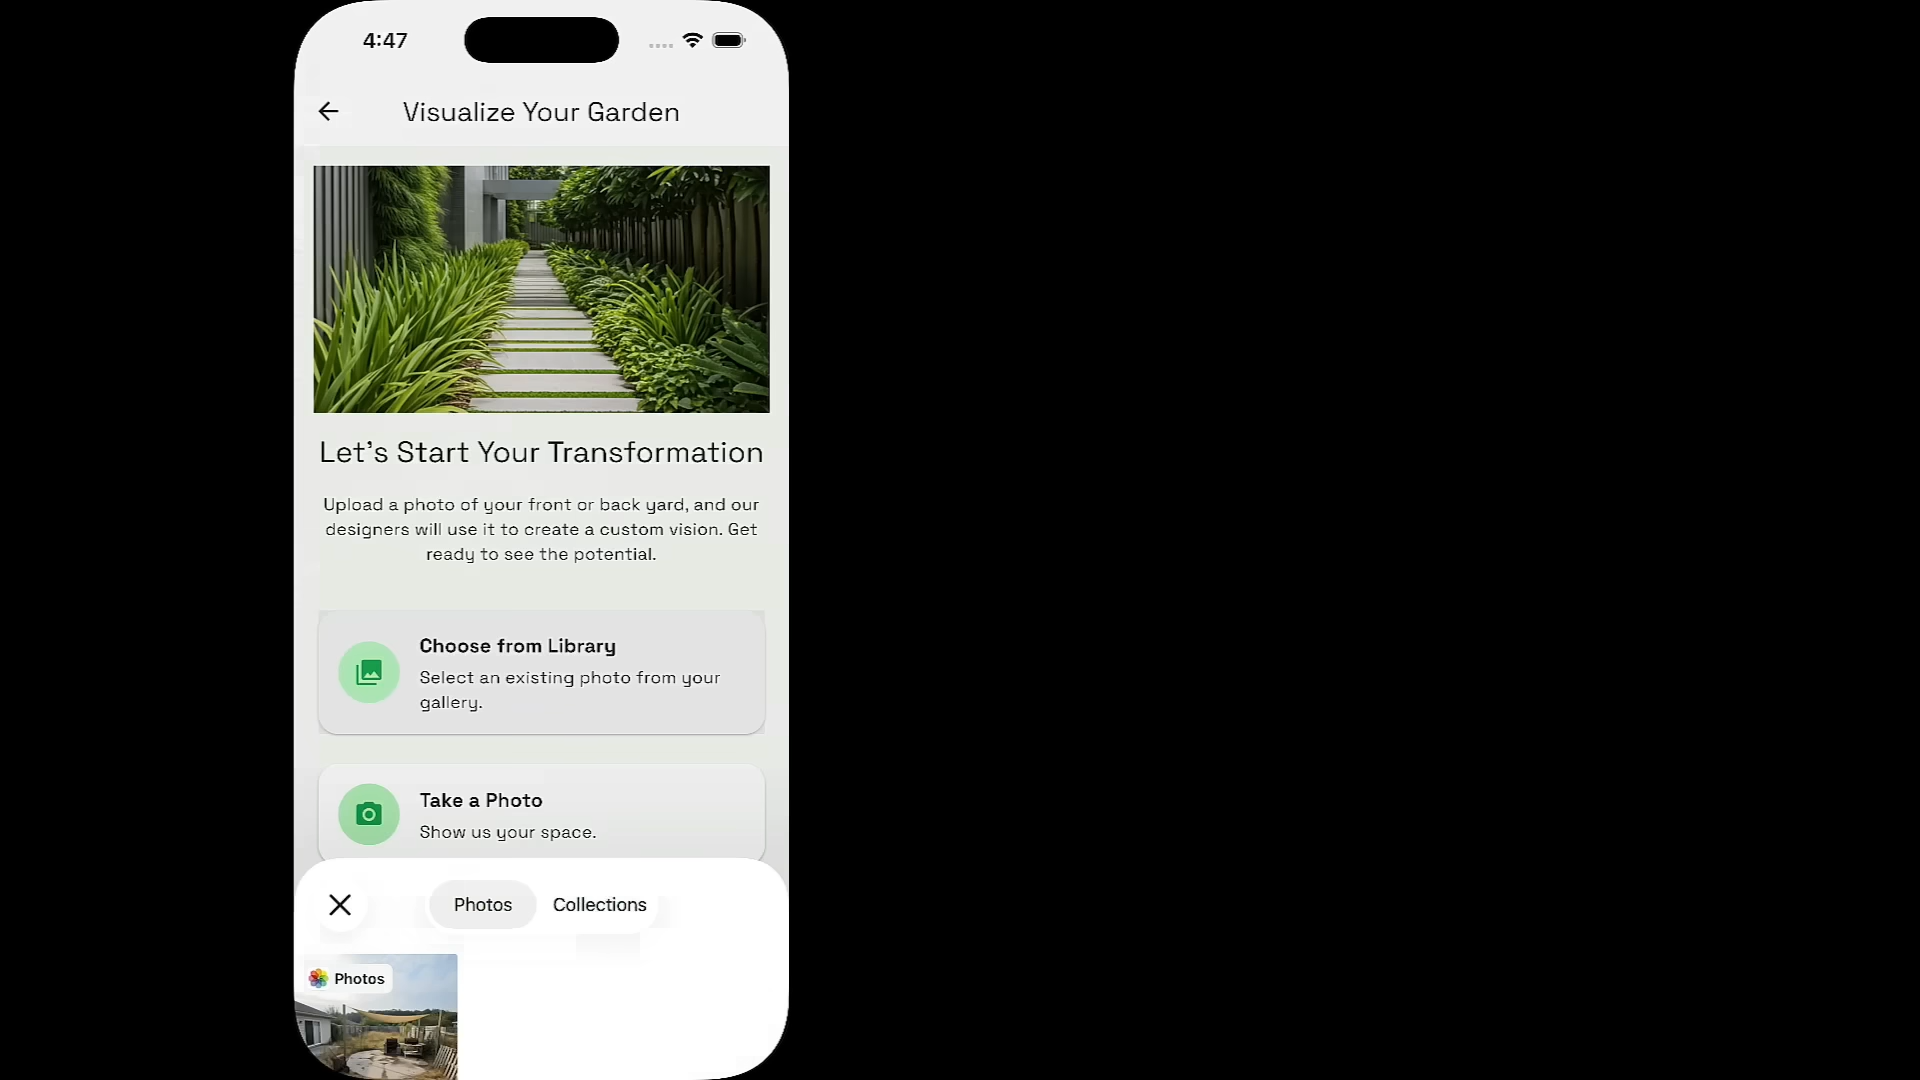 4:47
Visualize Your Garden
Let's Start Your Transformation
Upload a photo of your front or back yard, and our
designers will use it to create a custom vision. Get
ready to see the potential.
Choose from Library
Select an existing photo from your
gallery.
Take a Photo
Show us your space.
Photos
Collections
Photos